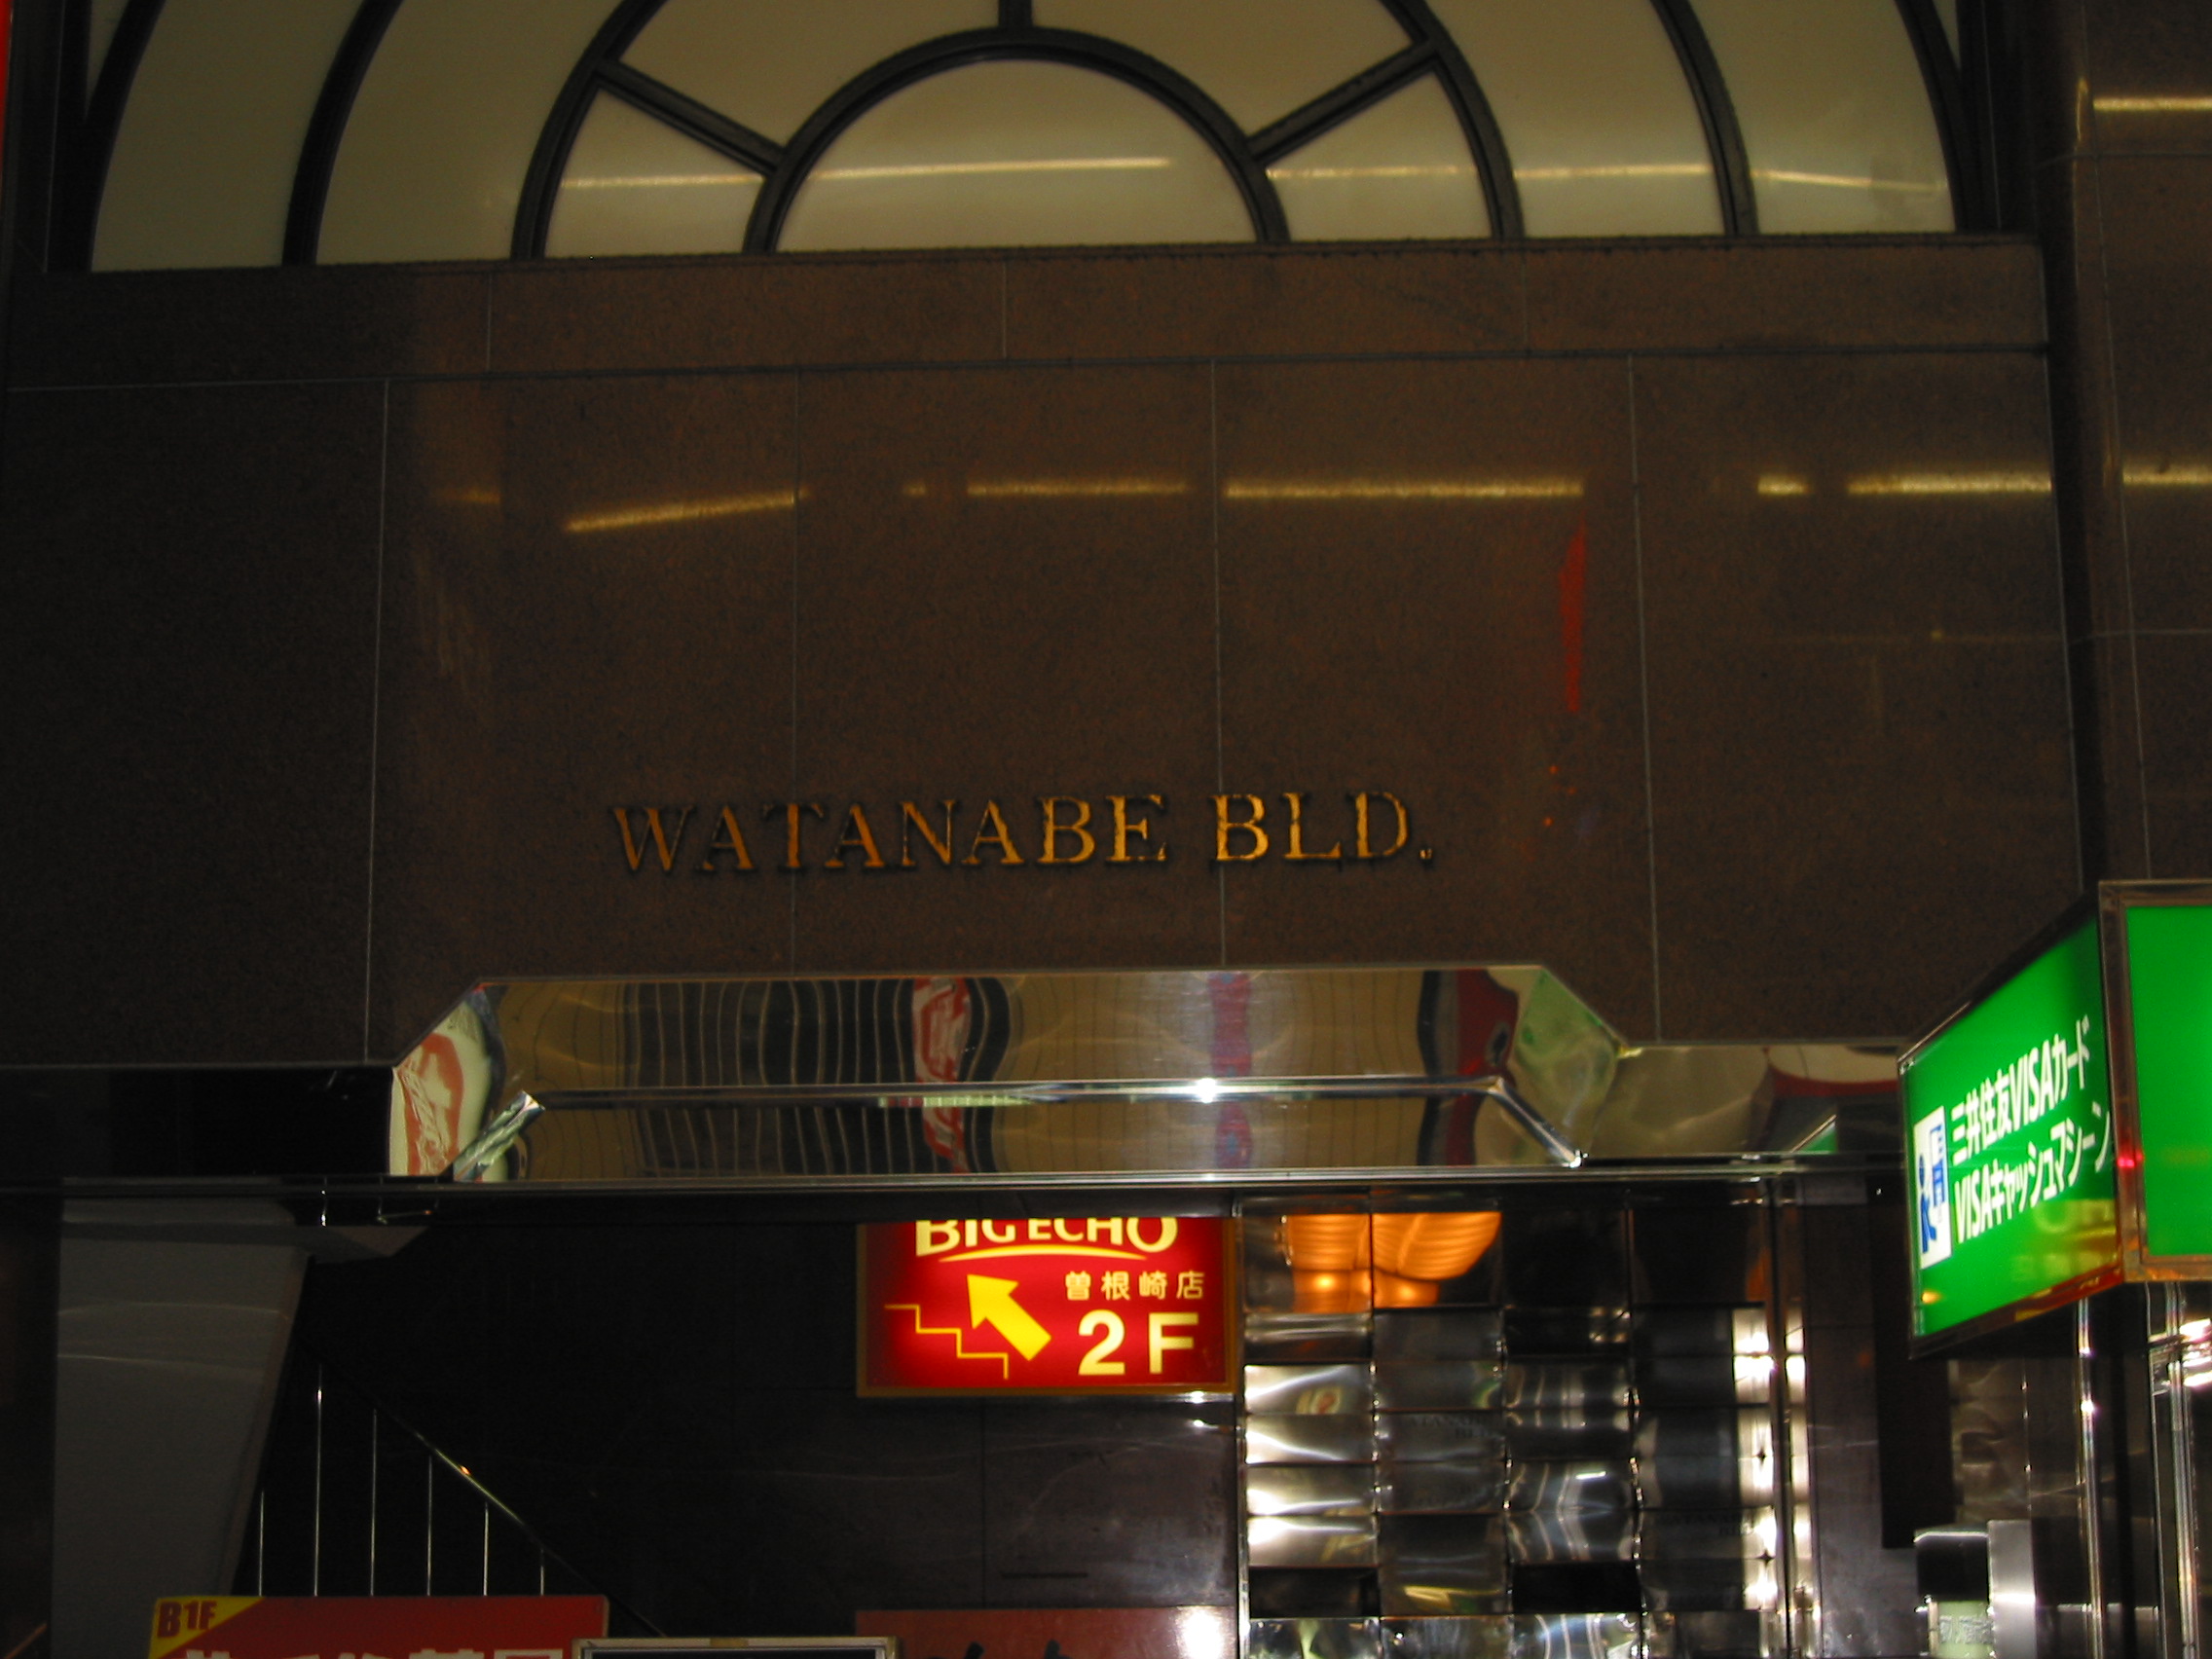 WATANABE BLD.
三井住友VISAカード
VISAキャッシュマシーン
BIG ECHO
曽根崎店
2F
B1F